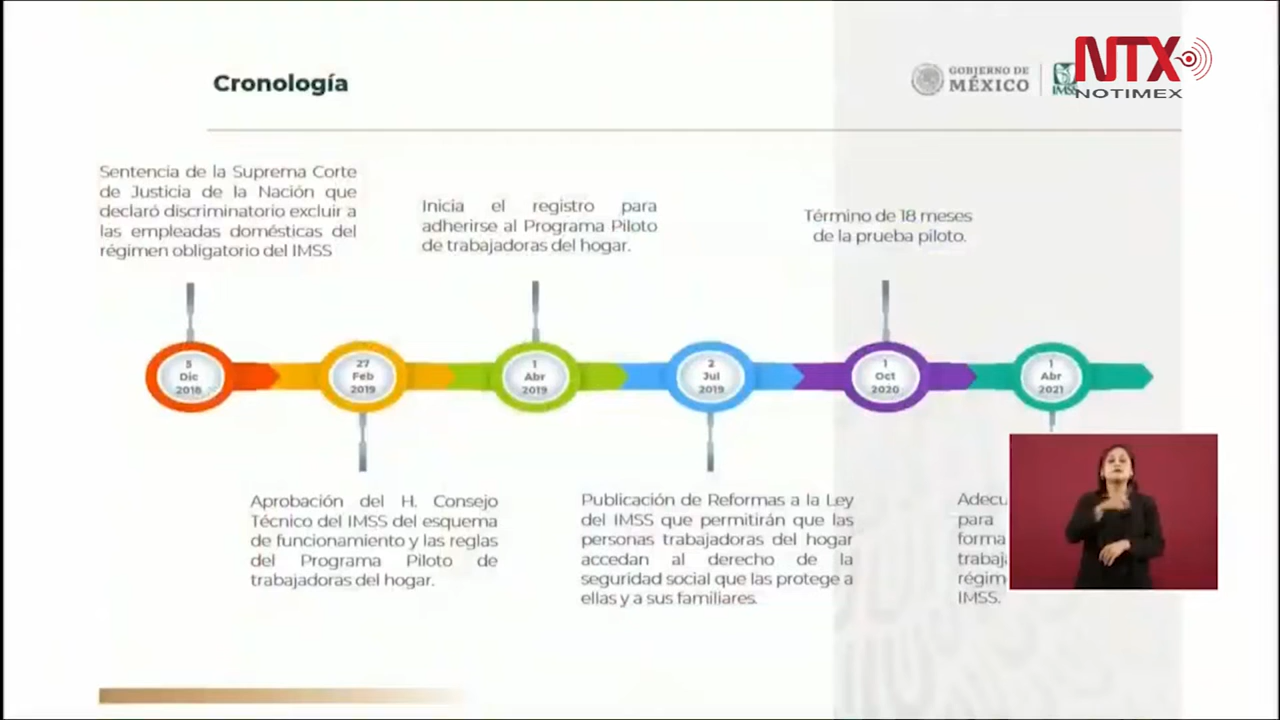 Cronología
GOBIERNO DE
MÉXICO
IMSS
NTX
NOTIMEX
Sentencia de la Suprema Corte
de Justicia de la Nación que
declaró discriminatorio excluir a
las empleadas domésticas del
régimen obligatorio del IMSS
Inicia el registro para
adherirse al Programa Piloto
de trabajadoras del hogar.
Término de 18 meses
de la prueba piloto.
5
Dic
2018
27
Feb
2019
1
Abr
2019
2
Jul
2019
1
Oct
2020
1
Abr
2021
Aprobación del H. Consejo
Técnico del IMSS del esquema
de funcionamiento y las reglas
del Programa Piloto de
trabajadoras del hogar.
Publicación de Reformas a la Ley
del IMSS que permitirán que las
personas trabajadoras del hogar
accedan al derecho de la
seguridad social que las protege a
ellas y a sus familiares.
para
IMSS.